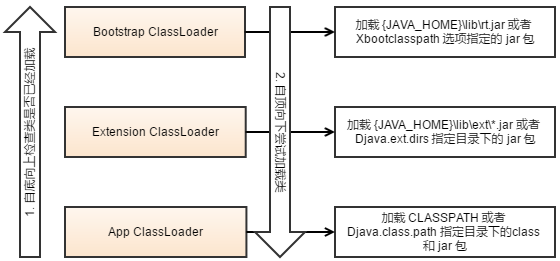 1. 自底向上检查类是否已经加载
Bootstrap ClassLoader
Extension ClassLoader
App ClassLoader
2. 自顶向下尝试加载类
加载 {JAVA_HOME}\lib\rt.jar 或者
Xbootclasspath 选项指定的 jar 包
加载 {JAVA_HOME}\lib\ext\*.jar 或者
Djava.ext.dirs 指定目录下的 jar 包
加载 CLASSPATH 或者
Djava.class.path 指定目录下的class
和 jar 包